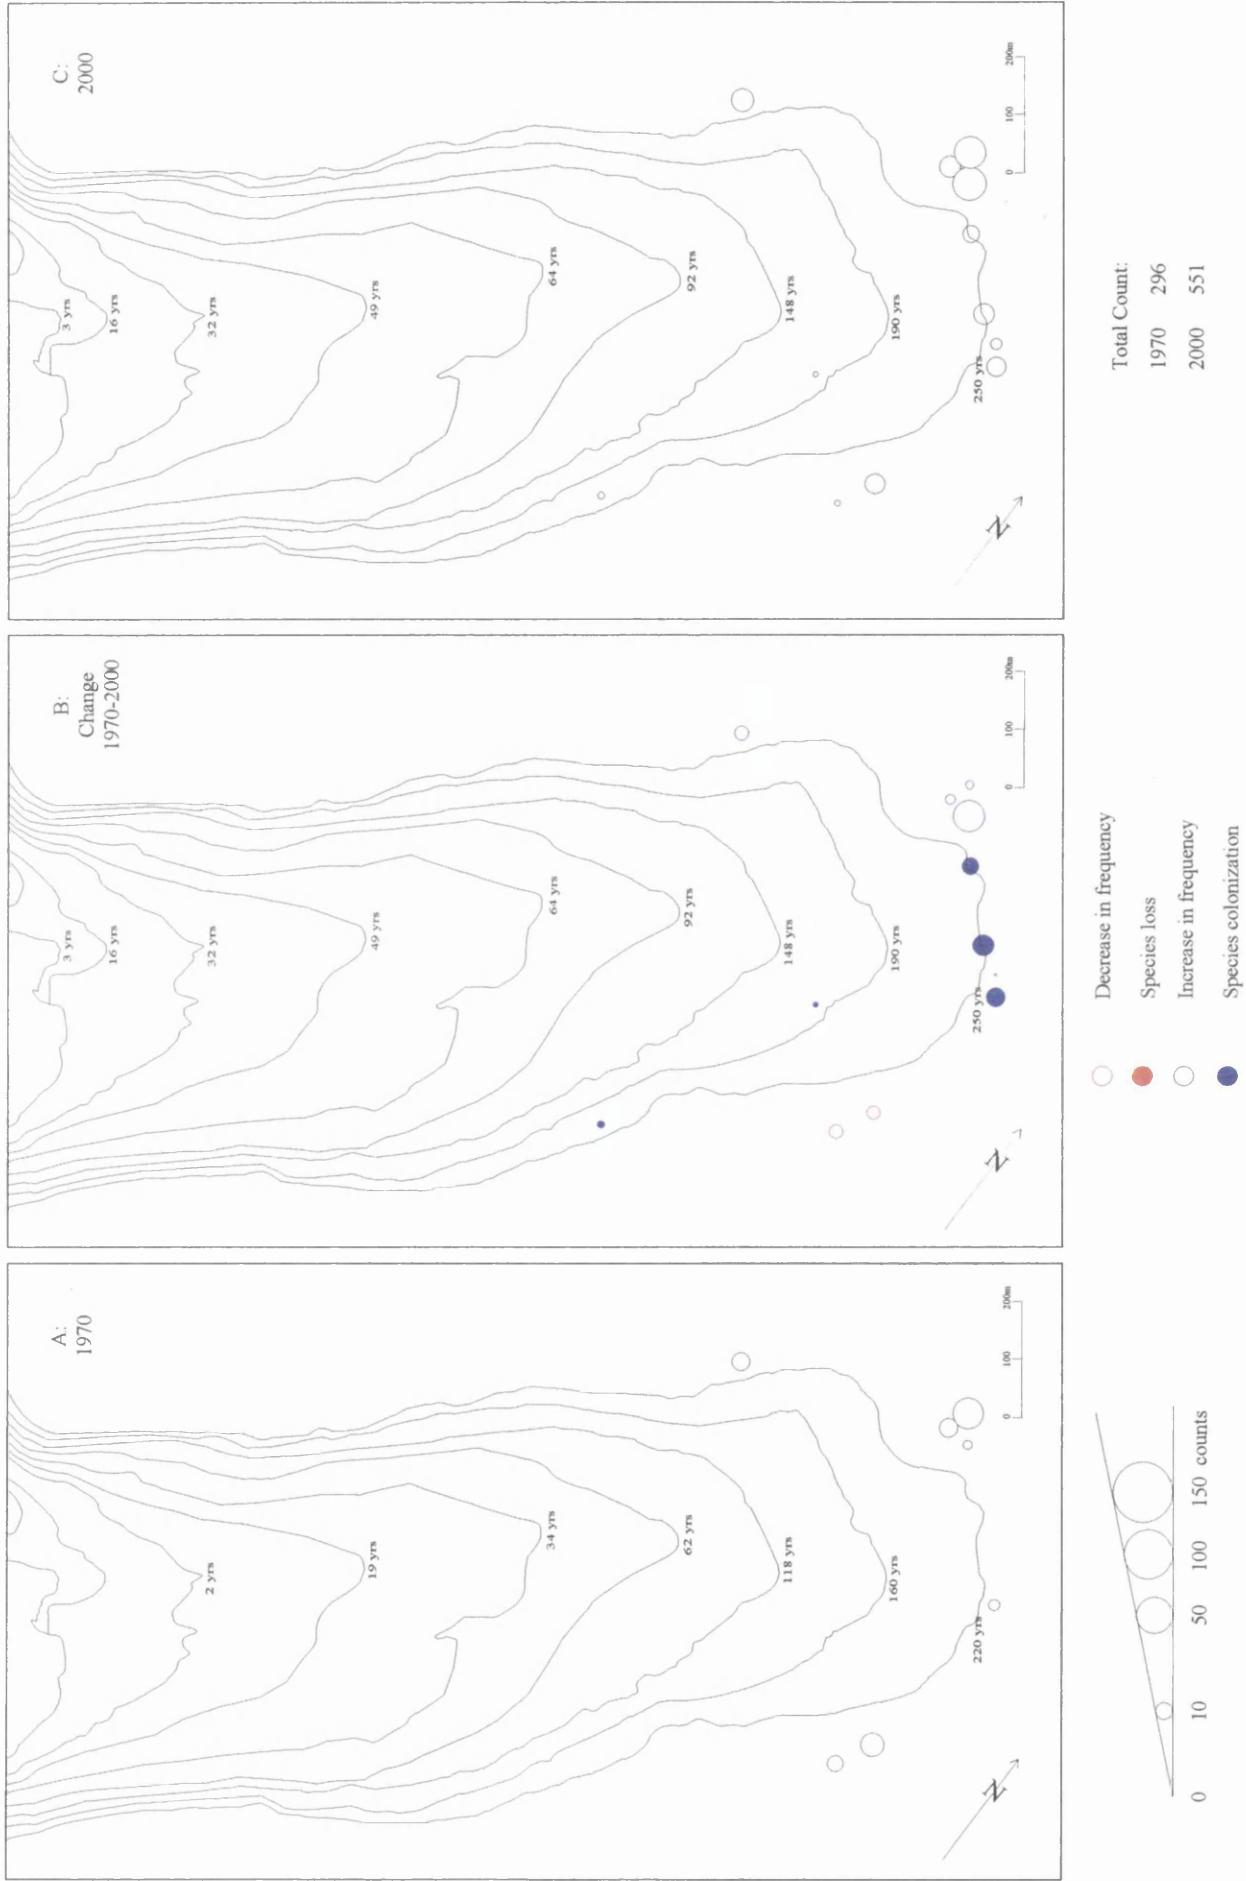 A:
1970
2 yrs
19 yrs
34 yrs
62 yrs
118 yrs
160 yrs
220 yrs
N
0 100 200m
B:
Change
1970-2000
3 yrs
16 yrs
32 yrs
49 yrs
64 yrs
92 yrs
148 yrs
190 yrs
250 yrs
N
0 100 200m
C:
2000
3 yrs
16 yrs
32 yrs
49 yrs
64 yrs
92 yrs
148 yrs
190 yrs
250 yrs
N
0 100 200m
0 10 50 100 150 counts
Decrease in frequency
Species loss
Increase in frequency
Species colonization
Total Count:
1970 296
2000 551